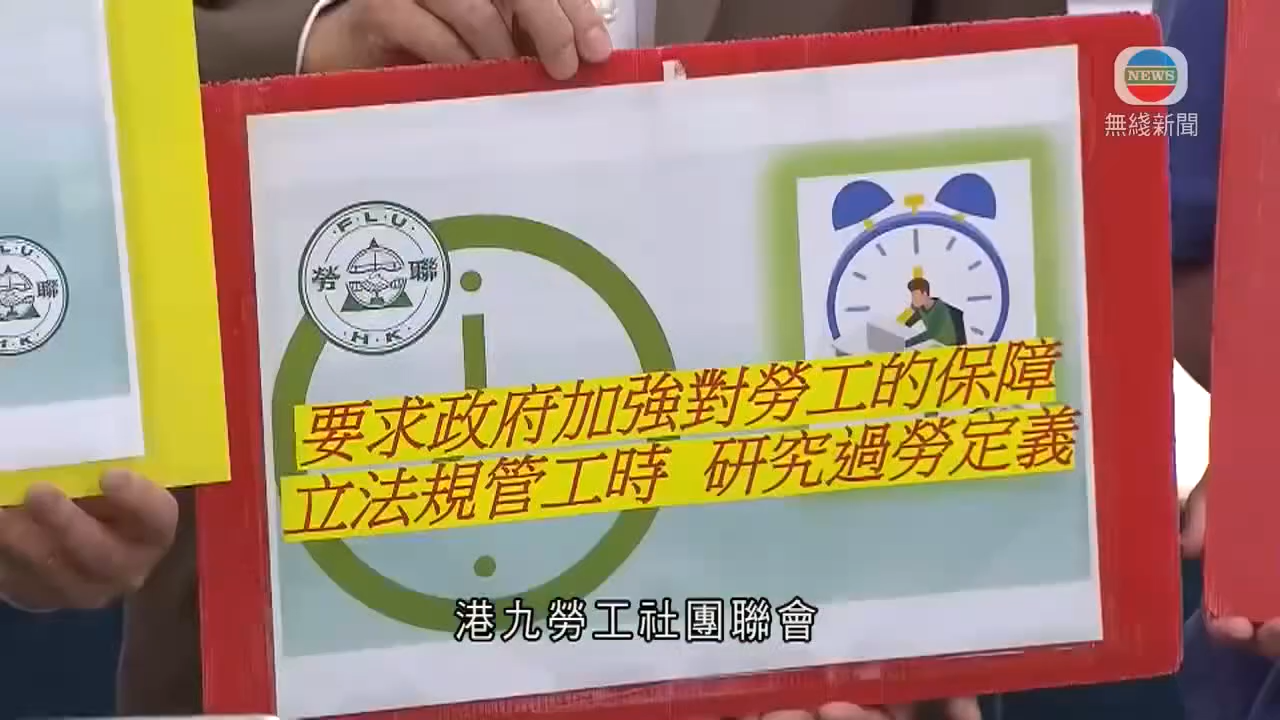 NEWS
無綫新聞
F.L.U.
勞 聯
H.K.
L.U.
聯
H.K.
要求政府加強對勞工的保障
立法規管工時 研究過勞定義
港九勞工社團聯會